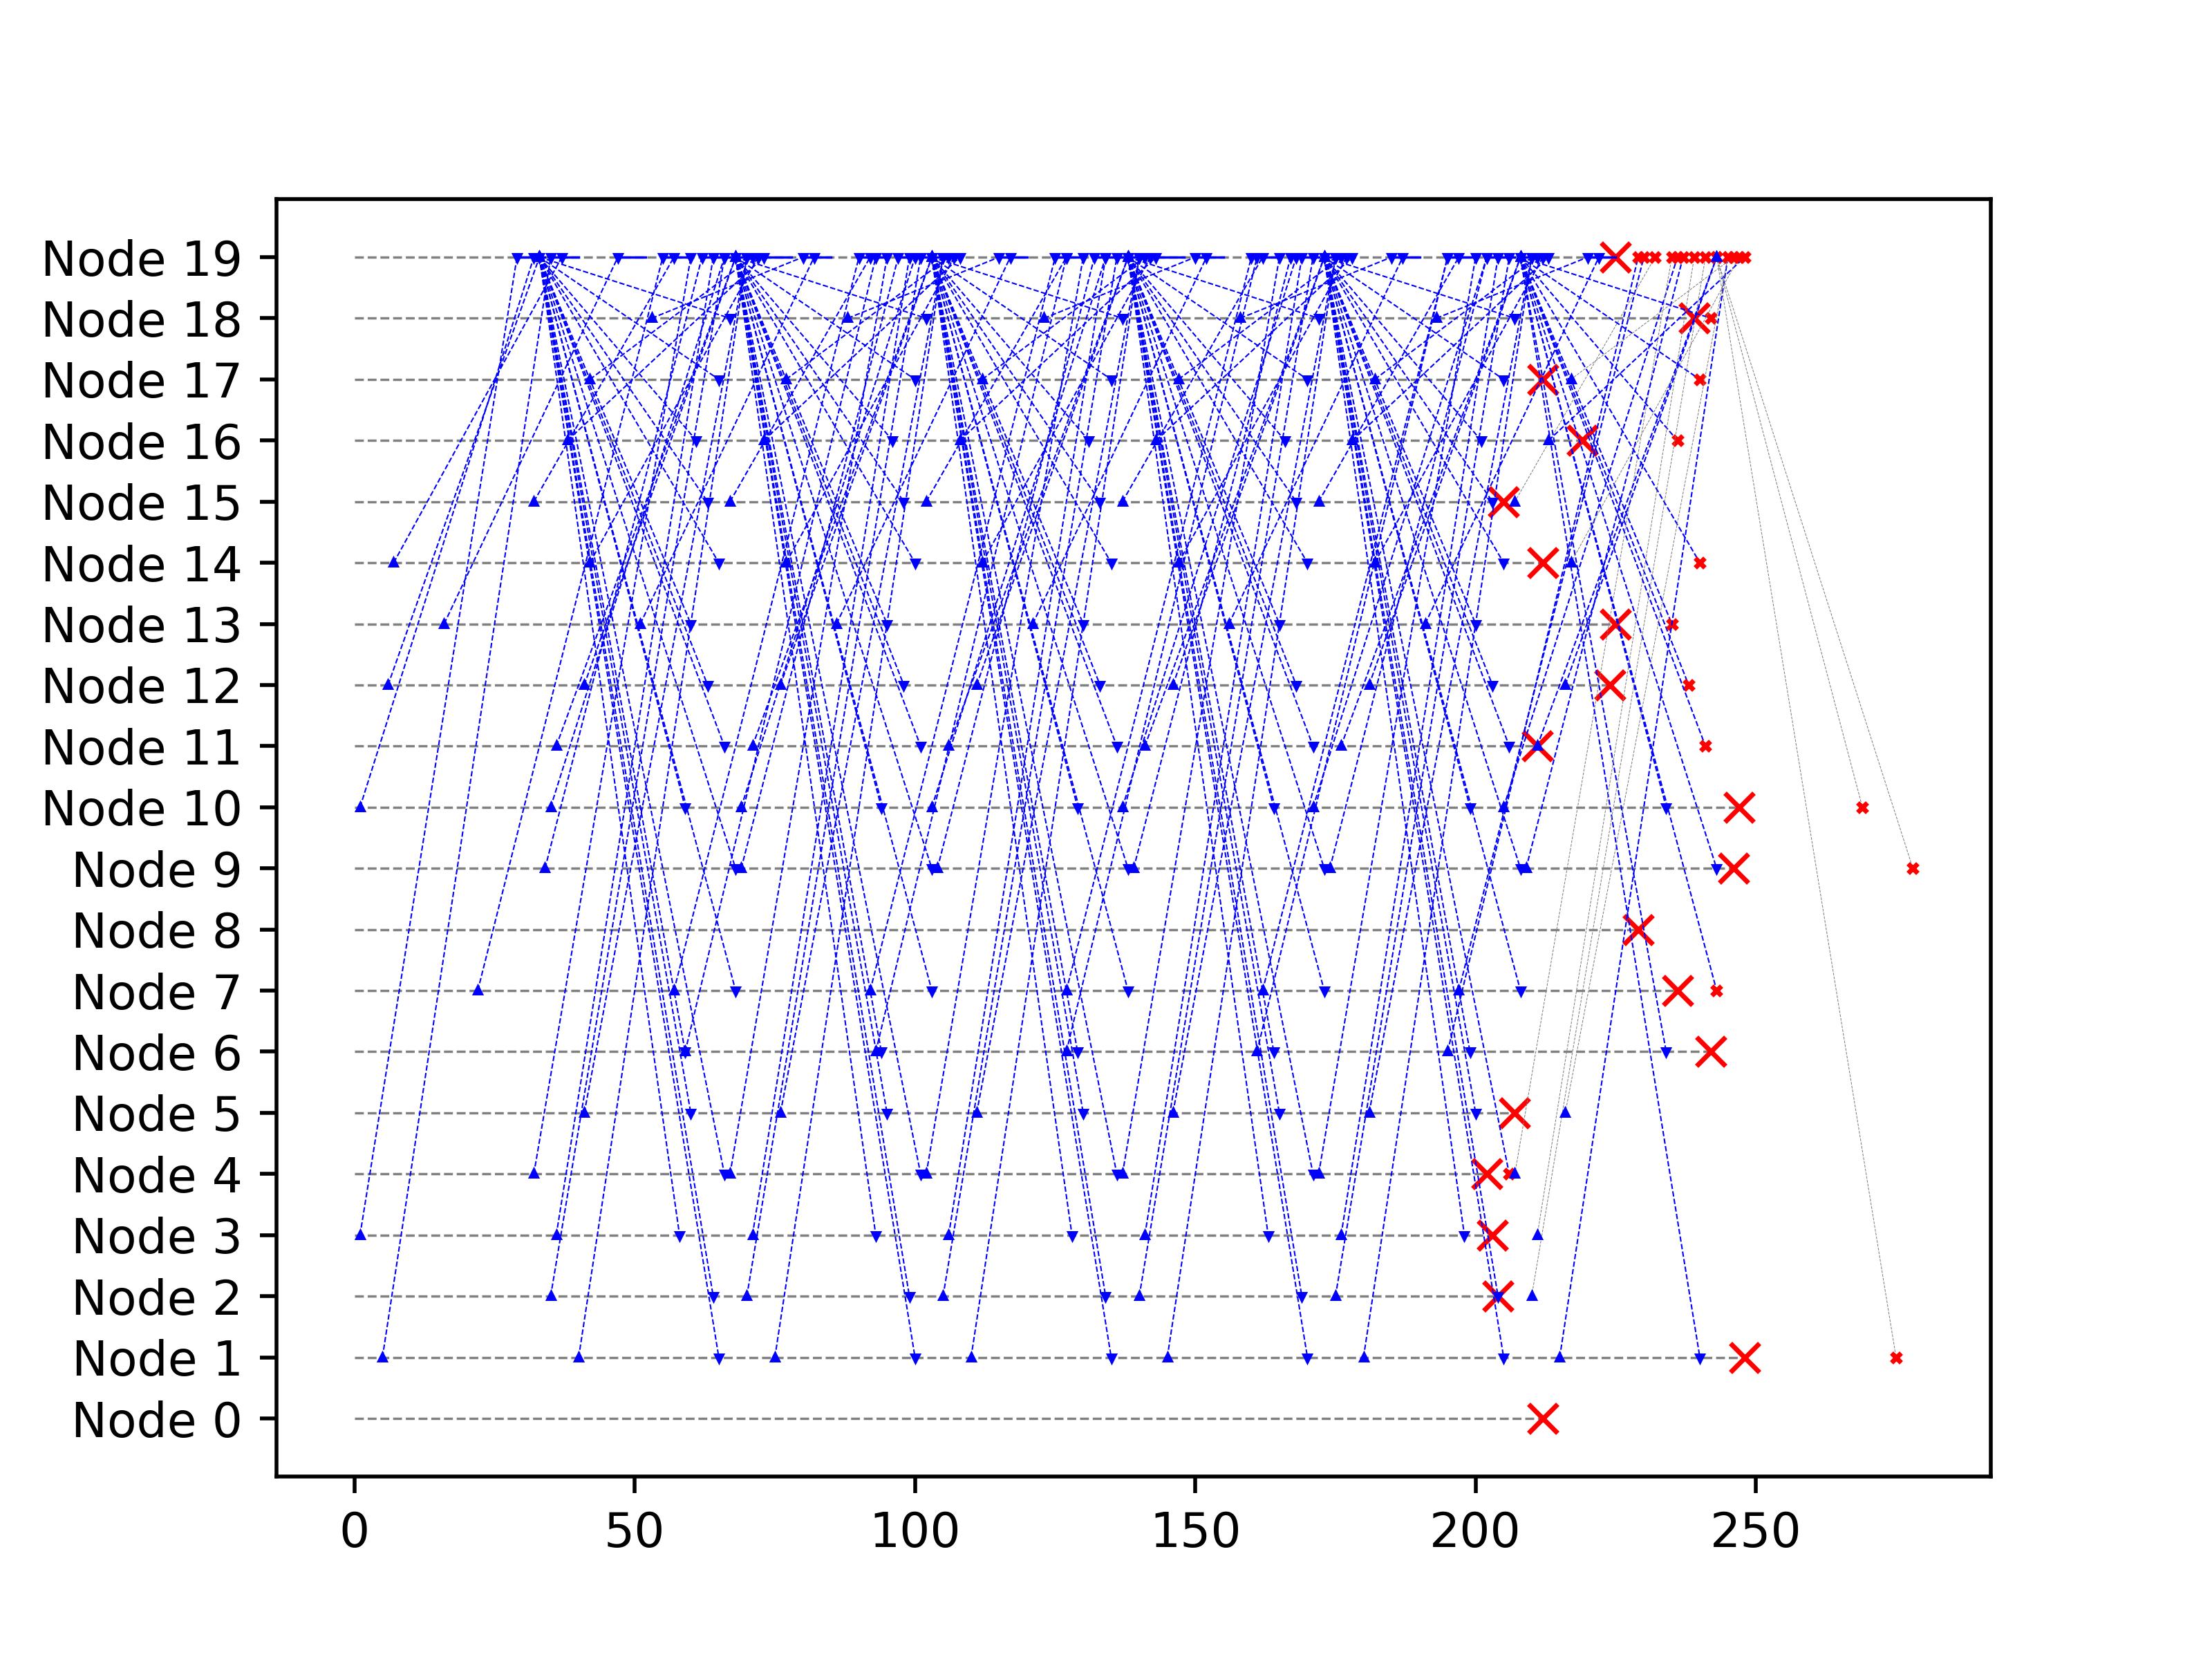 Node 19
Node 18
Node 17
Node 16
Node 15
Node 14
Node 13
Node 12
Node 11
Node 10
Node 9
Node 8
Node 7
Node 6
Node 5
Node 4
Node 3
Node 2
Node 1
Node 0
0 50 100 150 200 250